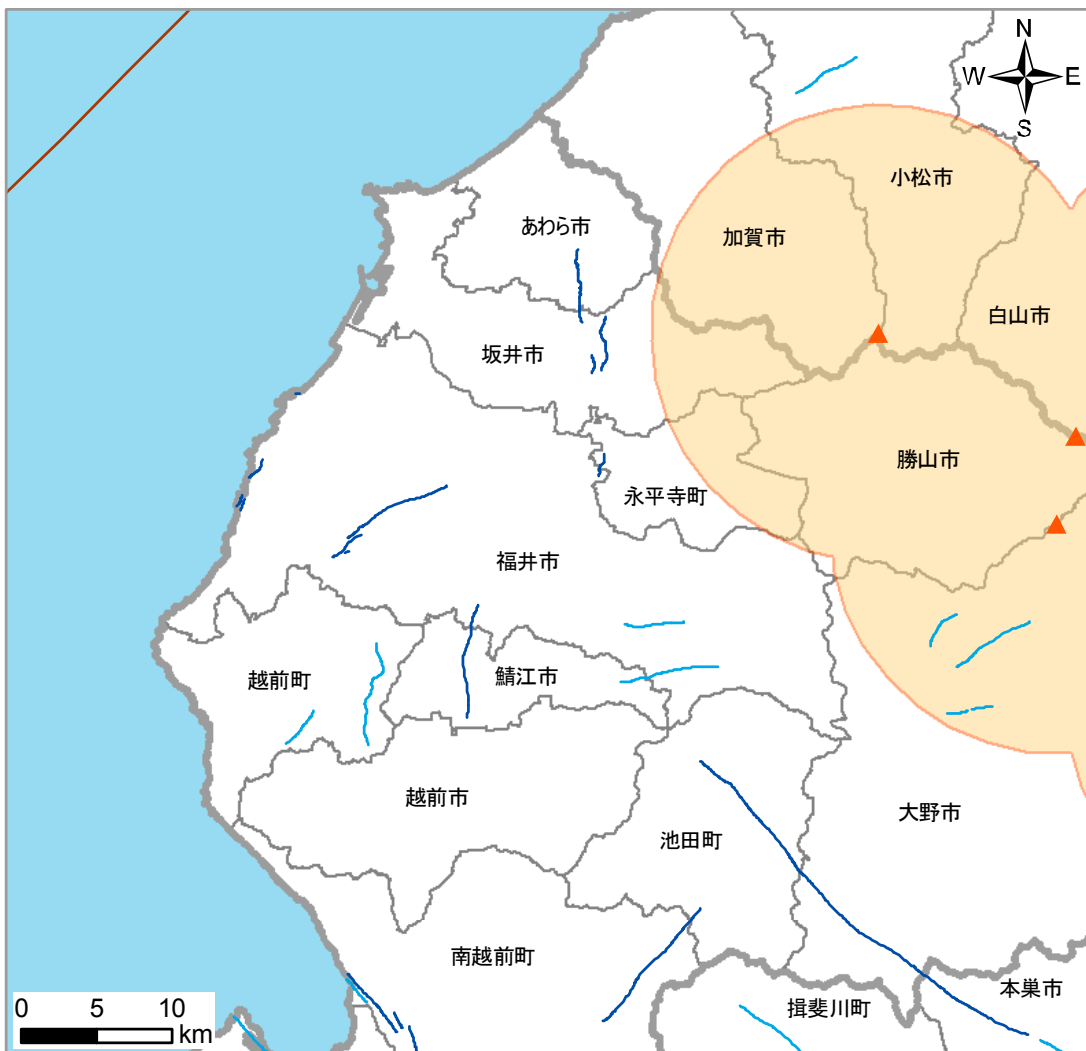 N
W E
S
小松市
あわら市
加賀市
白山市
坂井市
勝山市
永平寺町
福井市
越前町
鯖江市
越前市
大野市
池田町
南越前町
本巣市
揖斐川町
0 5 10
km